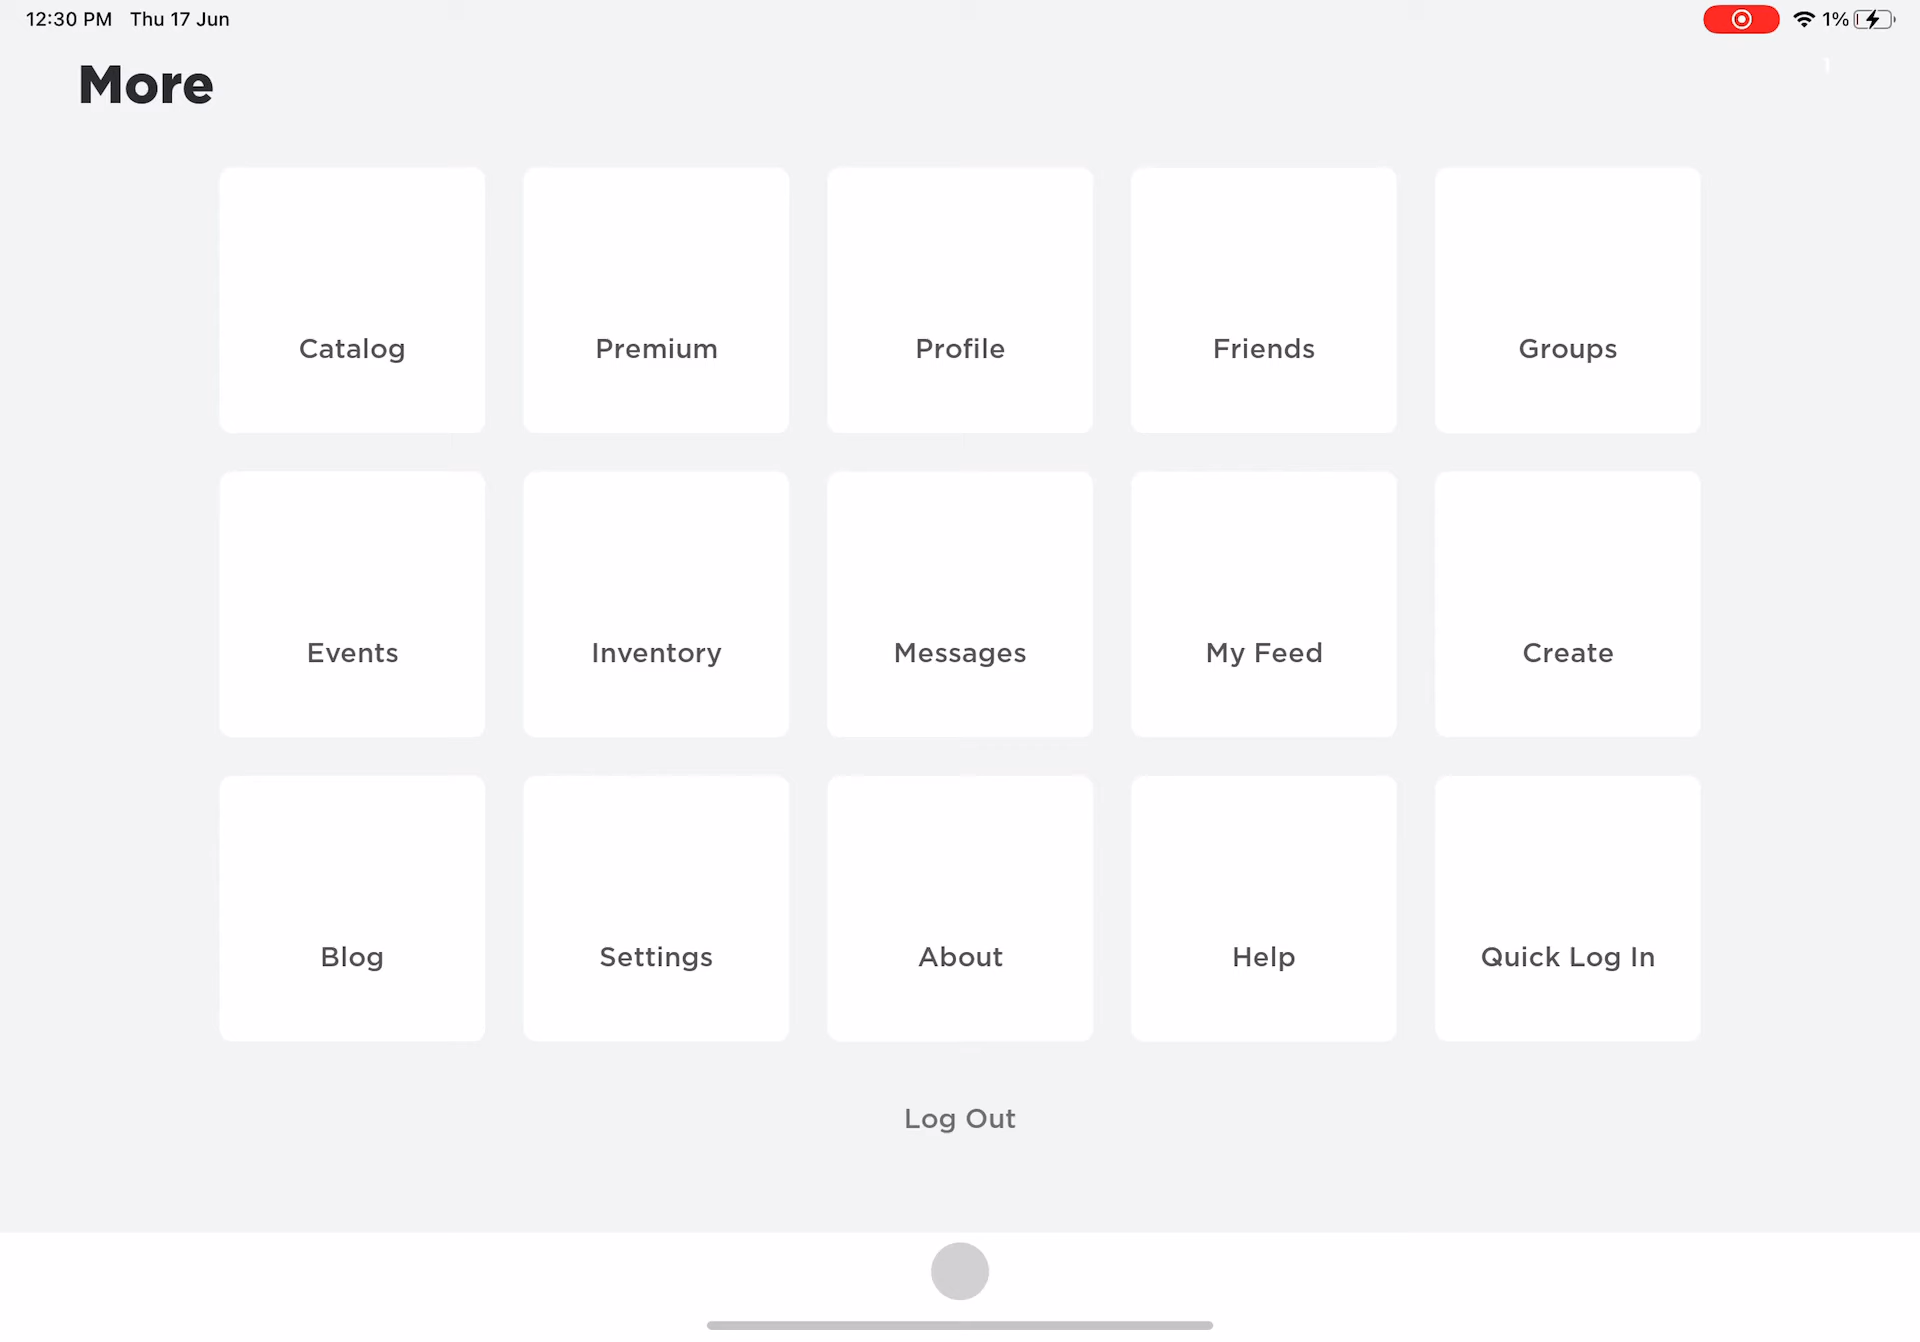 12:30 PM Thu 17 Jun 1%
More
Catalog Premium Profile Friends Groups
Events Inventory Messages My Feed Create
Blog Settings About Help Quick Log In
Log Out